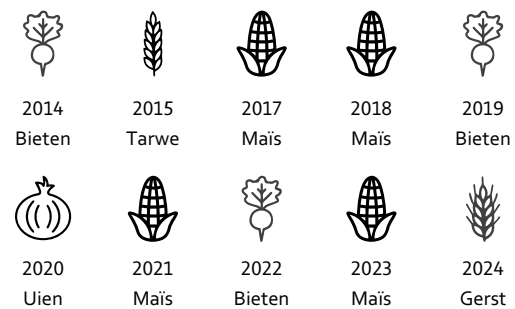 2014 2015 2017 2018 2019
Bieten Tarwe Maïs Maïs Bieten
2020 2021 2022 2023 2024
Uien Maïs Bieten Maïs Gerst